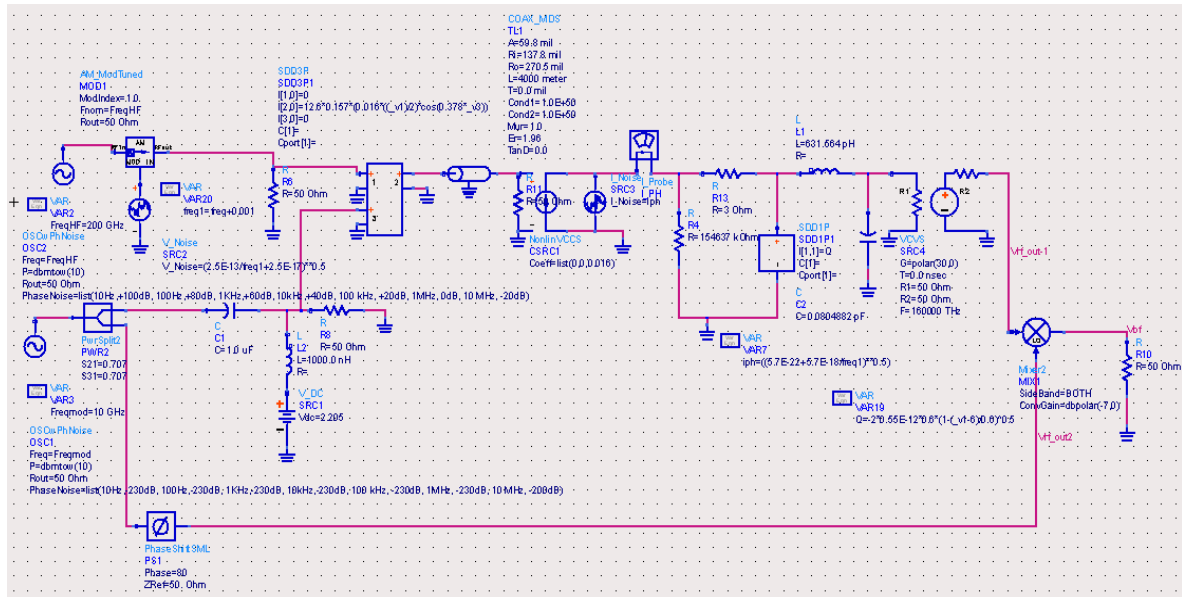 COAX_MDS
TL1
A=59.8 mil
Ri=137.8 mil
Ro=270.5 mil
L=4000 meter
T=0.0 mil
Cond1=1.0E+50
Cond2=1.0E+50
Mur=1.0
Er=1.96
TanD=0.0
AM_ModTuned
MOD1
ModIndex=1.0
Fnom=FreqHF
Rout=50 Ohm
SDD3P
SDD3P1
I[1,0]=0
I[2,0]=12.6*0.157*(0.016*((_v1)/2)*cos(0.378*_v3))
I[3,0]=0
C[1]=
Cport[1]=
AM
MOD IN
RFout
VAR
VAR2
FreqHF=200 GHz
VAR
VAR20
freq1=freq+0.001
R
R6
R=50 Ohm
1
2
3
V_Noise
SRC2
V_Noise=(2.5E-13/freq1+2.5E-17)**0.5
OSCwPhNoise
OSC2
Freq=FreqHF
P=dbmtow(10)
Rout=50 Ohm
PhaseNoise=list(10Hz,+100dB, 100Hz,+80dB, 1KHz,+60dB, 10kHz,+40dB, 100 kHz,+20dB, 1MHz, 0dB, 10 MHz, -20dB)
R
R11
R=50 Ohm
NonlinVCCS
CSRC1
Coeff=list(0,0,0.016)
I_Noise
SRC3
I_Noise=iph
I_Probe
I_PH
R
R4
R=154637 kOhm
R
R13
R=3 Ohm
SDD1P
SDD1P1
I[1,1]=Q
C[1]=
Cport[1]=
L
L1
L=631.564 pH
R=
C
C2
C=0.0804882 pF
R1
R2
VCVS
SRC4
G=polar(30,0)
T=0.0 nsec
R1=50 Ohm
R2=50 Ohm
F=160000 THz
Vrf_out-1
VAR
VAR7
iph=((5.7E-22+5.7E-18/freq1)**0.5)
VAR
VAR19
Q=-2*0.55E-12*0.6*(1-(_v1-6)/0.6)^0.5
PwrSplit2
PWR2
S21=0.707
S31=0.707
C
C1
C=1.0 uF
L
L2
L=1000.0 nH
R=
R
R8
R=50 Ohm
V_DC
SRC1
Vdc=2.205
VAR
VAR3
Freqmod=10 GHz
OSCwPhNoise
OSC1
Freq=Freqmod
P=dbmtow(10)
Rout=50 Ohm
PhaseNoise=list(10Hz,-230dB, 100Hz,-230dB, 1KHz,-230dB, 10kHz,-230dB, 100 kHz,-230dB, 1MHz, -230dB, 10 MHz, -200dB)
LO
Mixer2
MIX1
SideBand=BOTH
ConvGain=dbpolar(-7,0)
Vbf
R
R10
R=50 Ohm
Vrf_out2
PhaseShiftSML
PS1
Phase=80
ZRef=50. Ohm